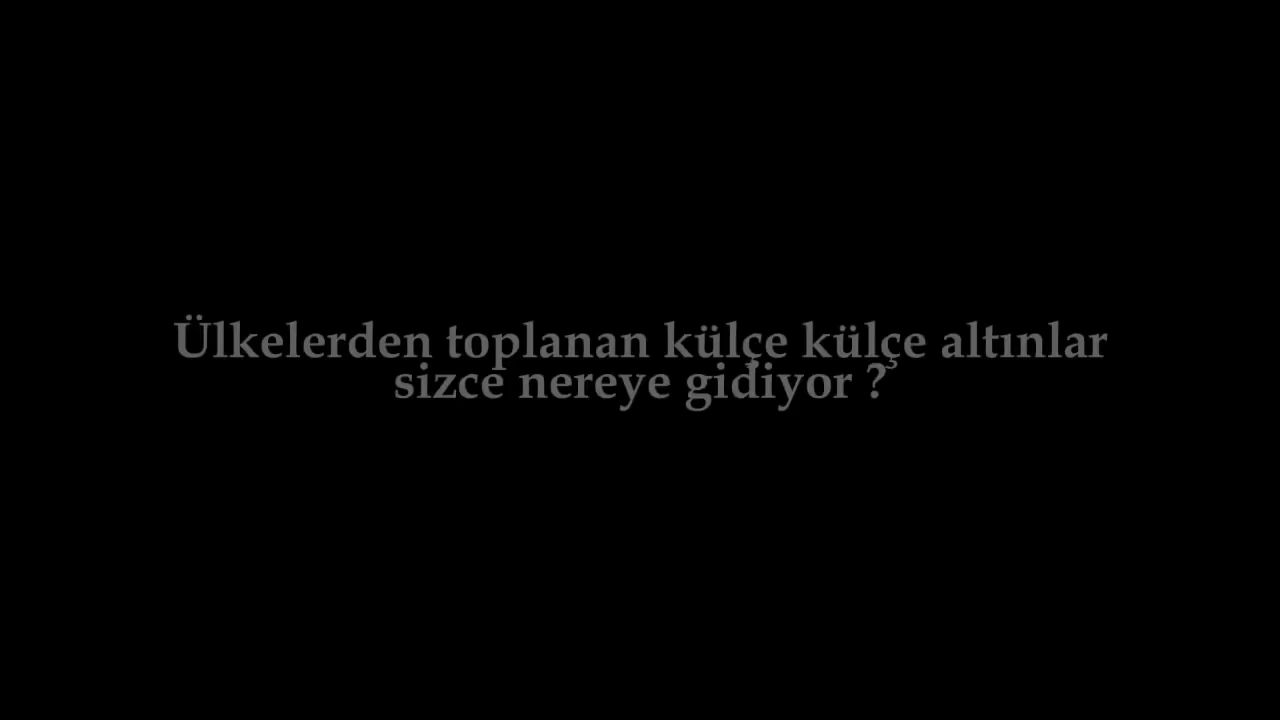 Ülkelerden toplanan külçe külçe altınlar
sizce nereye gidiyor ?